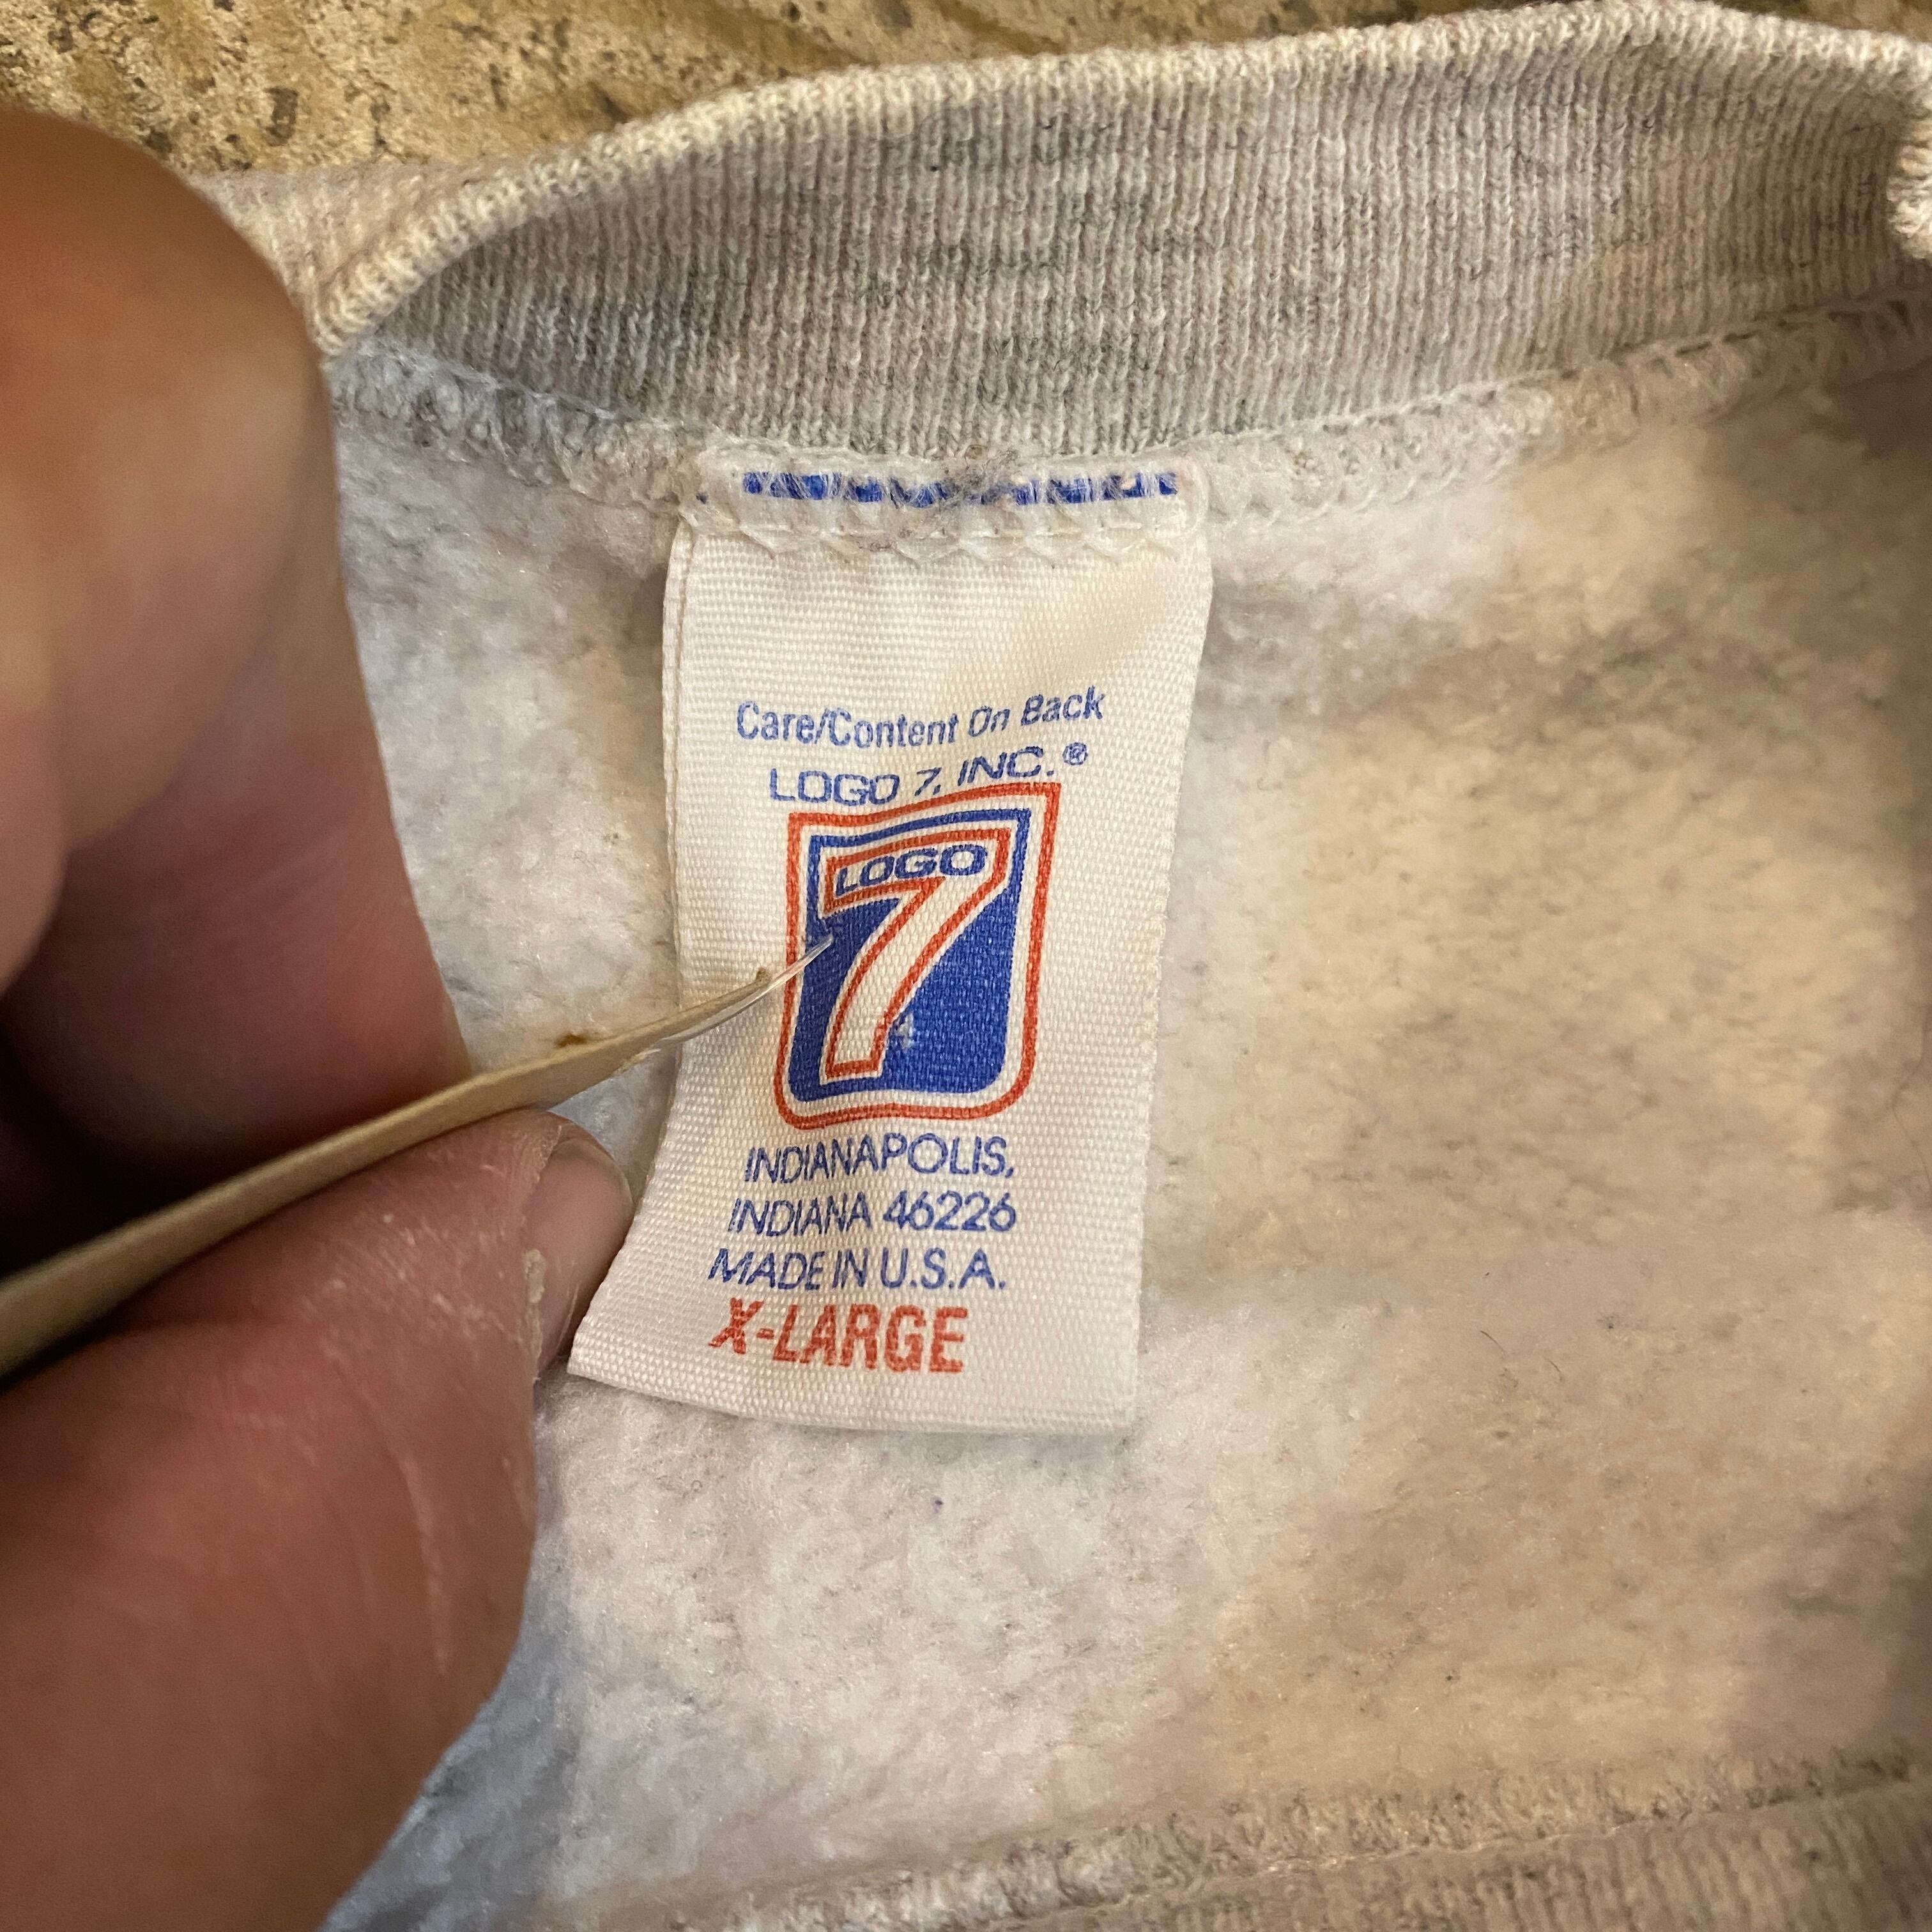 Care/Content On Back
LOGO 7, INC.®
LOGO
7
INDIANAPOLIS,
INDIANA 46226
MADE IN U.S.A.
X-LARGE